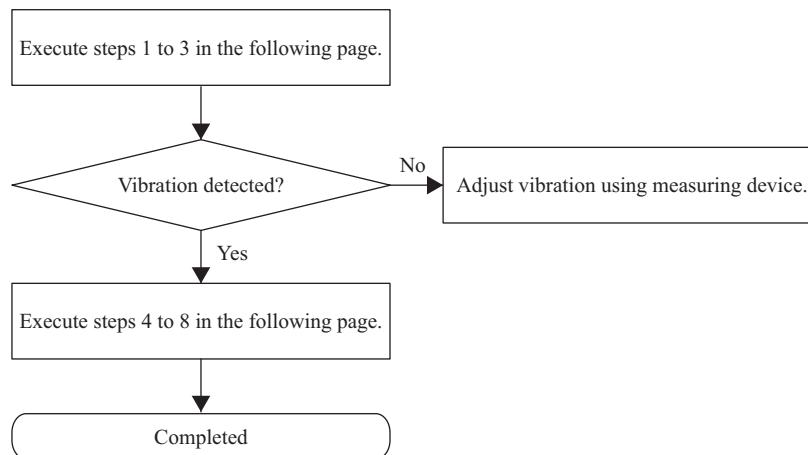 Execute steps 1 to 3 in the following page.
Vibration detected?
No
Adjust vibration using measuring device.
Yes
Execute steps 4 to 8 in the following page.
Completed